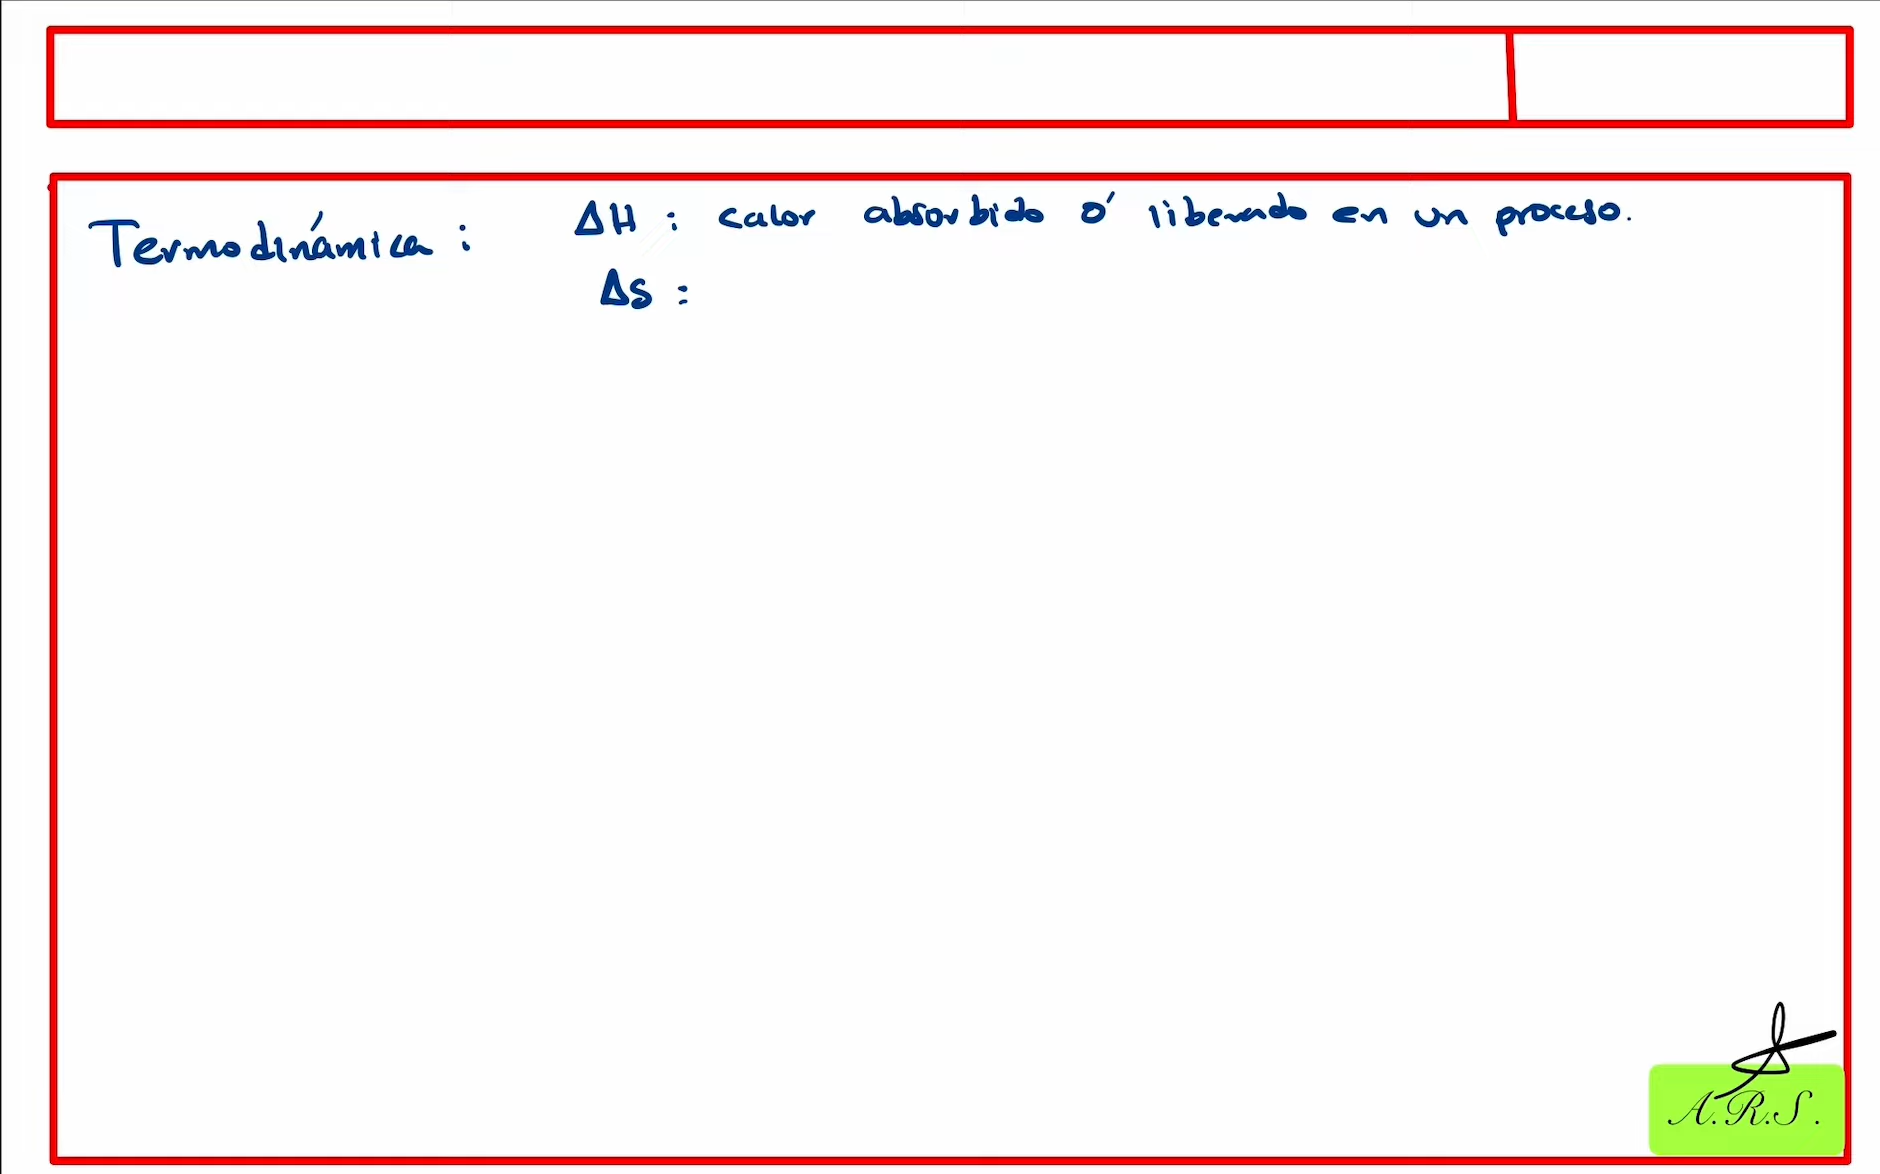 Termodinámica :
ΔH : calor absorbido ó liberado en un proceso.
ΔS :
A.R.S.